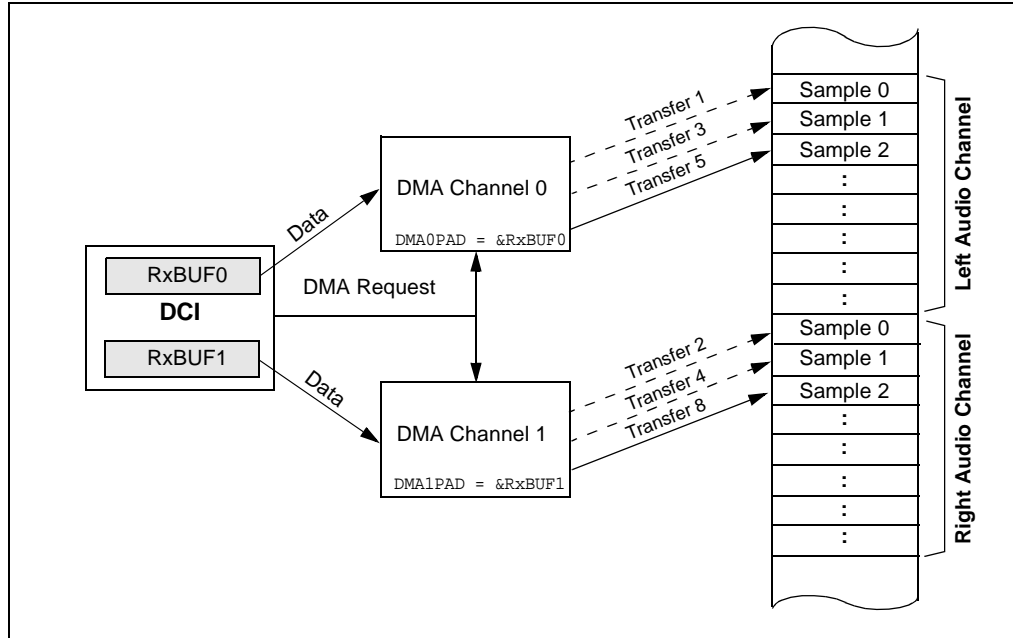 Transfer 1
Transfer 3
Transfer 5
DMA Channel 0
DMA0PAD = &RxBUF0
Data
RxBUF0
DCI
RxBUF1
DMA Request
Data
Transfer 2
Transfer 4
Transfer 8
DMA Channel 1
DMA1PAD = &RxBUF1
Sample 0
Sample 1
Sample 2
:
:
:
:
:
Left Audio Channel
Sample 0
Sample 1
Sample 2
:
:
:
:
:
Right Audio Channel